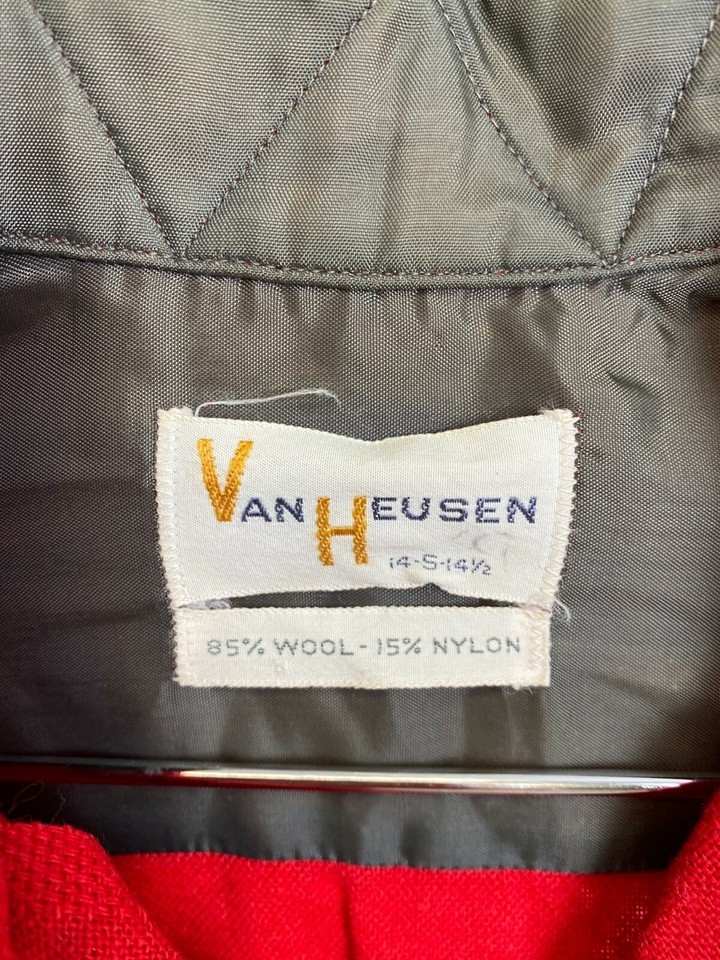 VAN HEUSEN
14-S-14½
85% WOOL - 15% NYLON